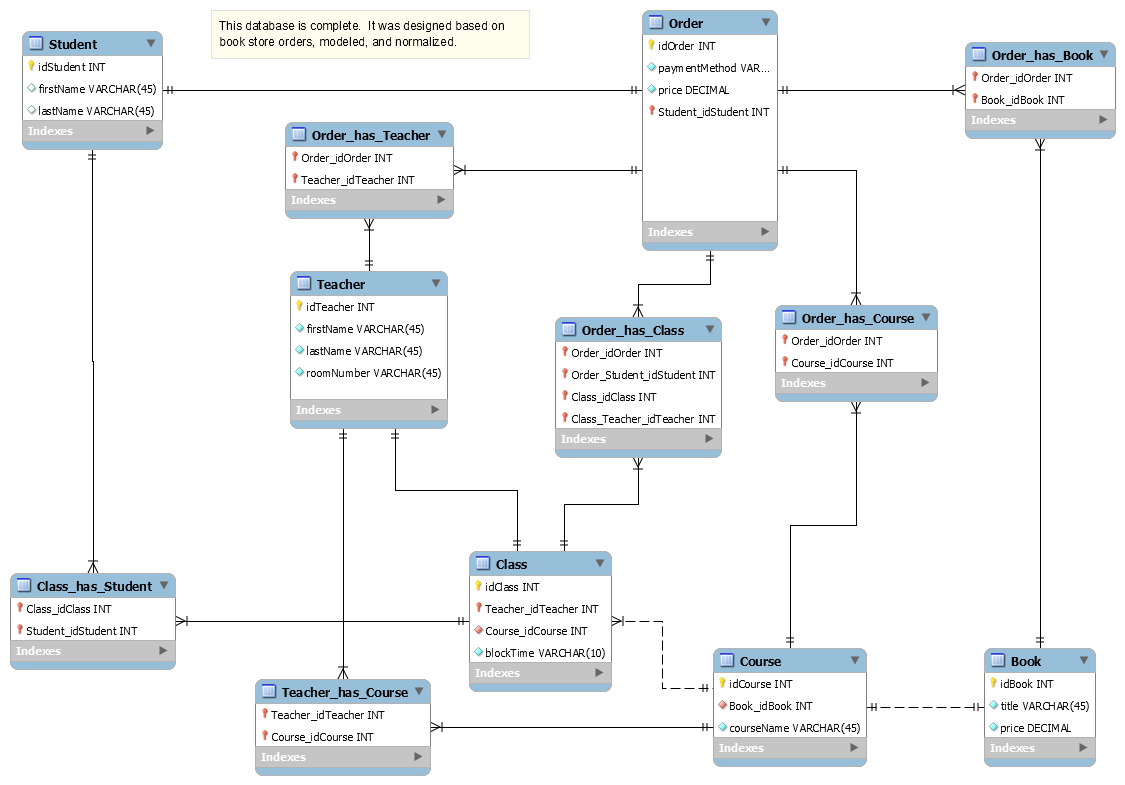 This database is complete.  It was designed based on
book store orders, modeled, and normalized.
Student
idStudent INT
firstName VARCHAR(45)
lastName VARCHAR(45)
Indexes
Order
idOrder INT
paymentMethod VAR...
price DECIMAL
Student_idStudent INT
Indexes
Order_has_Book
Order_idOrder INT
Book_idBook INT
Indexes
Order_has_Teacher
Order_idOrder INT
Teacher_idTeacher INT
Indexes
Teacher
idTeacher INT
firstName VARCHAR(45)
lastName VARCHAR(45)
roomNumber VARCHAR(45)
Indexes
Order_has_Class
Order_idOrder INT
Order_Student_idStudent INT
Class_idClass INT
Class_Teacher_idTeacher INT
Indexes
Order_has_Course
Order_idOrder INT
Course_idCourse INT
Indexes
Class_has_Student
Class_idClass INT
Student_idStudent INT
Indexes
Class
idClass INT
Teacher_idTeacher INT
Course_idCourse INT
blockTime VARCHAR(10)
Indexes
Teacher_has_Course
Teacher_idTeacher INT
Course_idCourse INT
Indexes
Course
idCourse INT
Book_idBook INT
courseName VARCHAR(45)
Indexes
Book
idBook INT
title VARCHAR(45)
price DECIMAL
Indexes